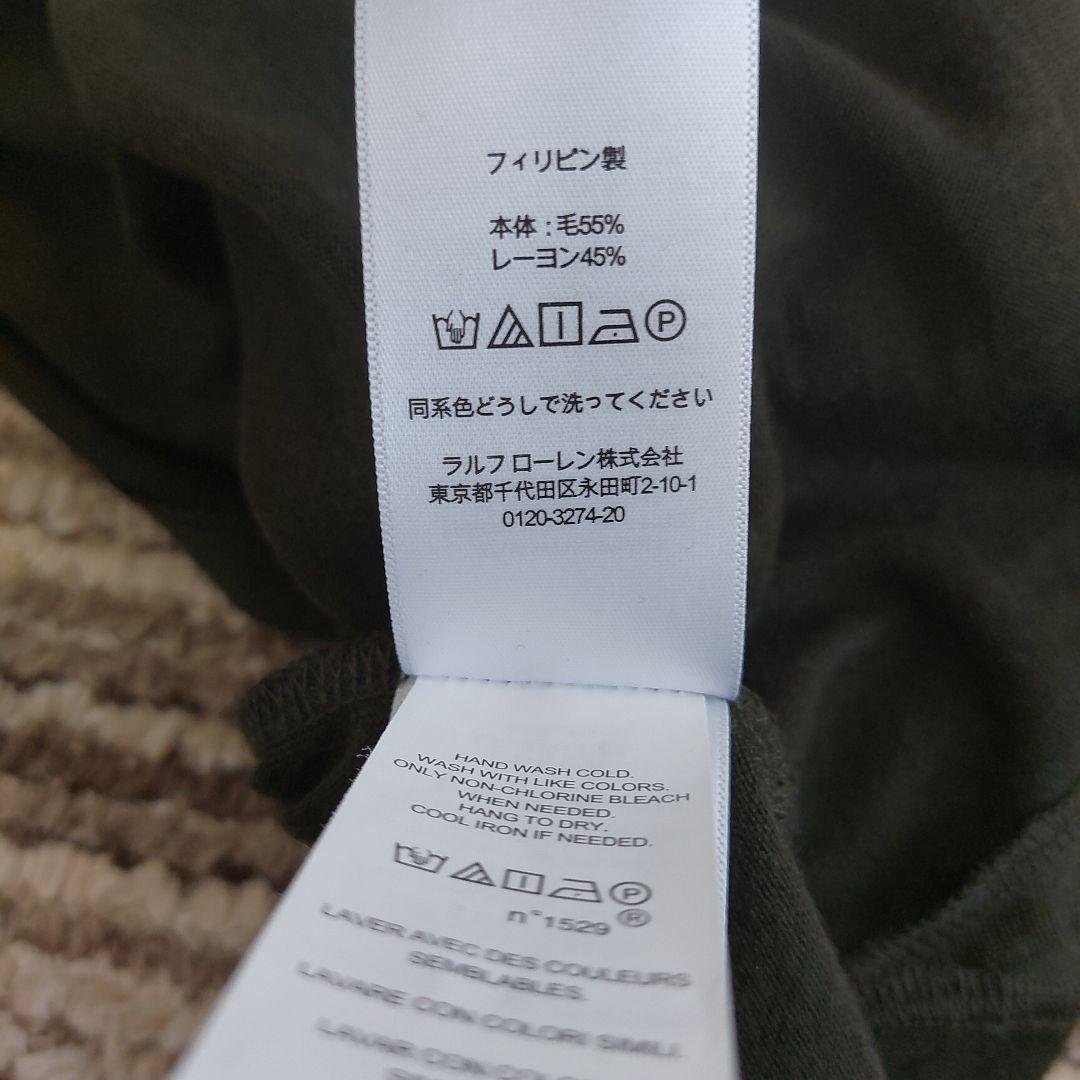 フィリピン製
本体 : 毛55%
レーヨン45%
P
同系色どうしで洗ってください
ラルフ ローレン株式会社
東京都千代田区永田町2-10-1
0120-3274-20
HAND WASH COLD.
WASH WITH LIKE COLORS.
ONLY NON-CHLORINE BLEACH
WHEN NEEDED.
HANG TO DRY.
COOL IRON IF NEEDED.
P
n°1529 ®
LAVER AVEC DES COULEURS
SEMBLABLES.
LAVARE CON COLORI SIMILI.
LAVAR CON COLO